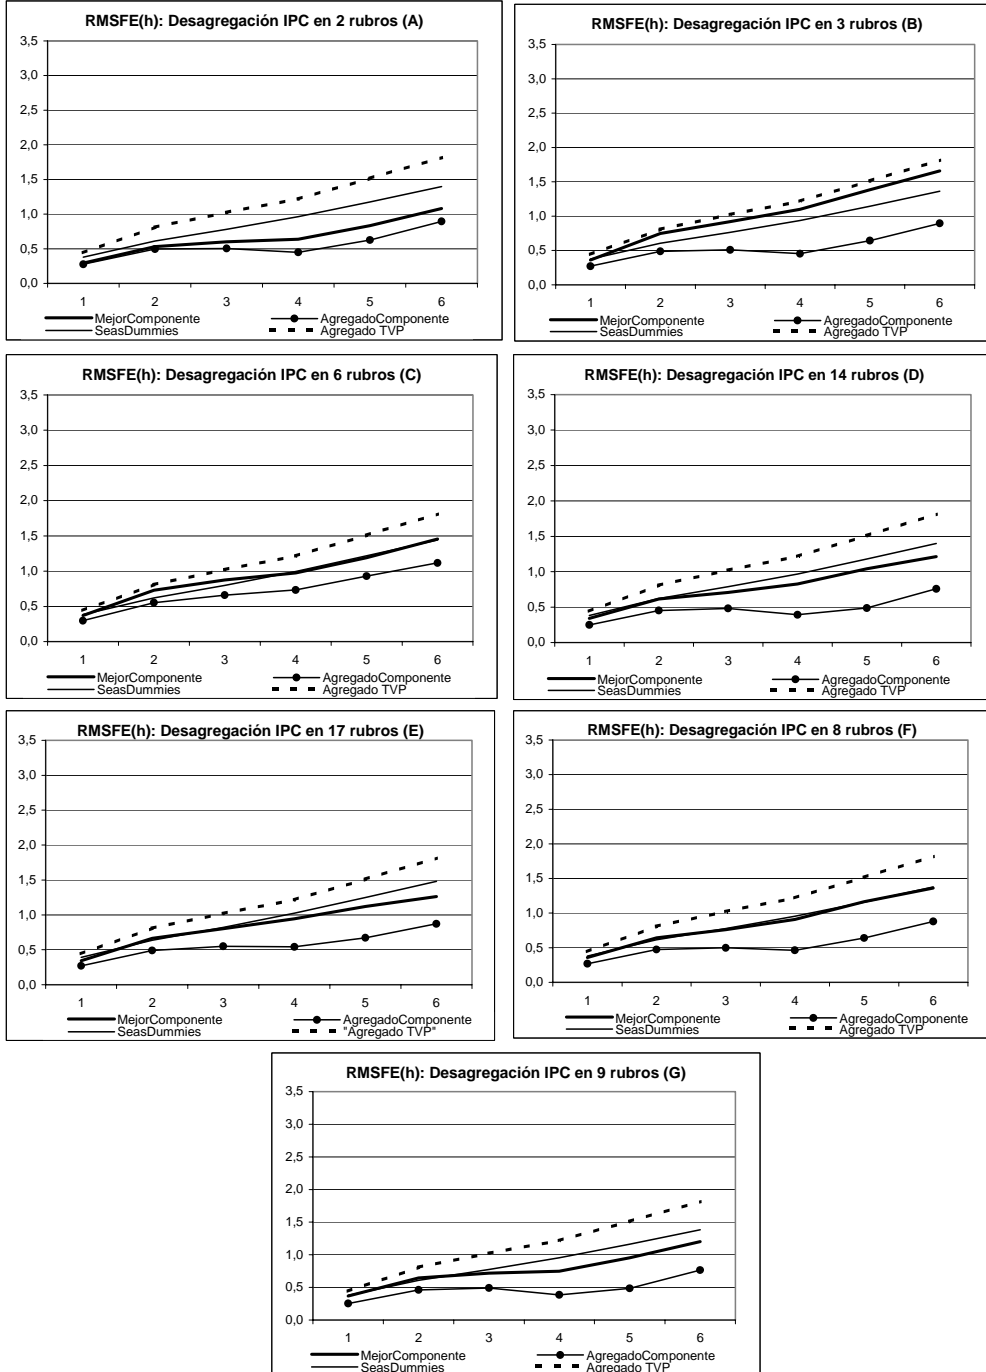 RMSFE(h): Desagregación IPC en 2 rubros (A)
3,5
3,0
2,5
2,0
1,5
1,0
0,5
0,0
1 2 3 4 5 6
MejorComponente AgregadoComponente
SeasDummies Agregado TVP
RMSFE(h): Desagregación IPC en 3 rubros (B)
3,5
3,0
2,5
2,0
1,5
1,0
0,5
0,0
1 2 3 4 5 6
MejorComponente AgregadoComponente
SeasDummies Agregado TVP
RMSFE(h): Desagregación IPC en 6 rubros (C)
3,5
3,0
2,5
2,0
1,5
1,0
0,5
0,0
1 2 3 4 5 6
MejorComponente AgregadoComponente
SeasDummies Agregado TVP
RMSFE(h): Desagregación IPC en 14 rubros (D)
3,5
3,0
2,5
2,0
1,5
1,0
0,5
0,0
1 2 3 4 5 6
MejorComponente AgregadoComponente
SeasDummies Agregado TVP
RMSFE(h): Desagregación IPC en 17 rubros (E)
3,5
3,0
2,5
2,0
1,5
1,0
0,5
0,0
1 2 3 4 5 6
MejorComponente AgregadoComponente
SeasDummies "Agregado TVP"
RMSFE(h): Desagregación IPC en 8 rubros (F)
3,5
3,0
2,5
2,0
1,5
1,0
0,5
0,0
1 2 3 4 5 6
MejorComponente AgregadoComponente
SeasDummies Agregado TVP
RMSFE(h): Desagregación IPC en 9 rubros (G)
3,5
3,0
2,5
2,0
1,5
1,0
0,5
0,0
1 2 3 4 5 6
MejorComponente AgregadoComponente
SeasDummies Agregado TVP